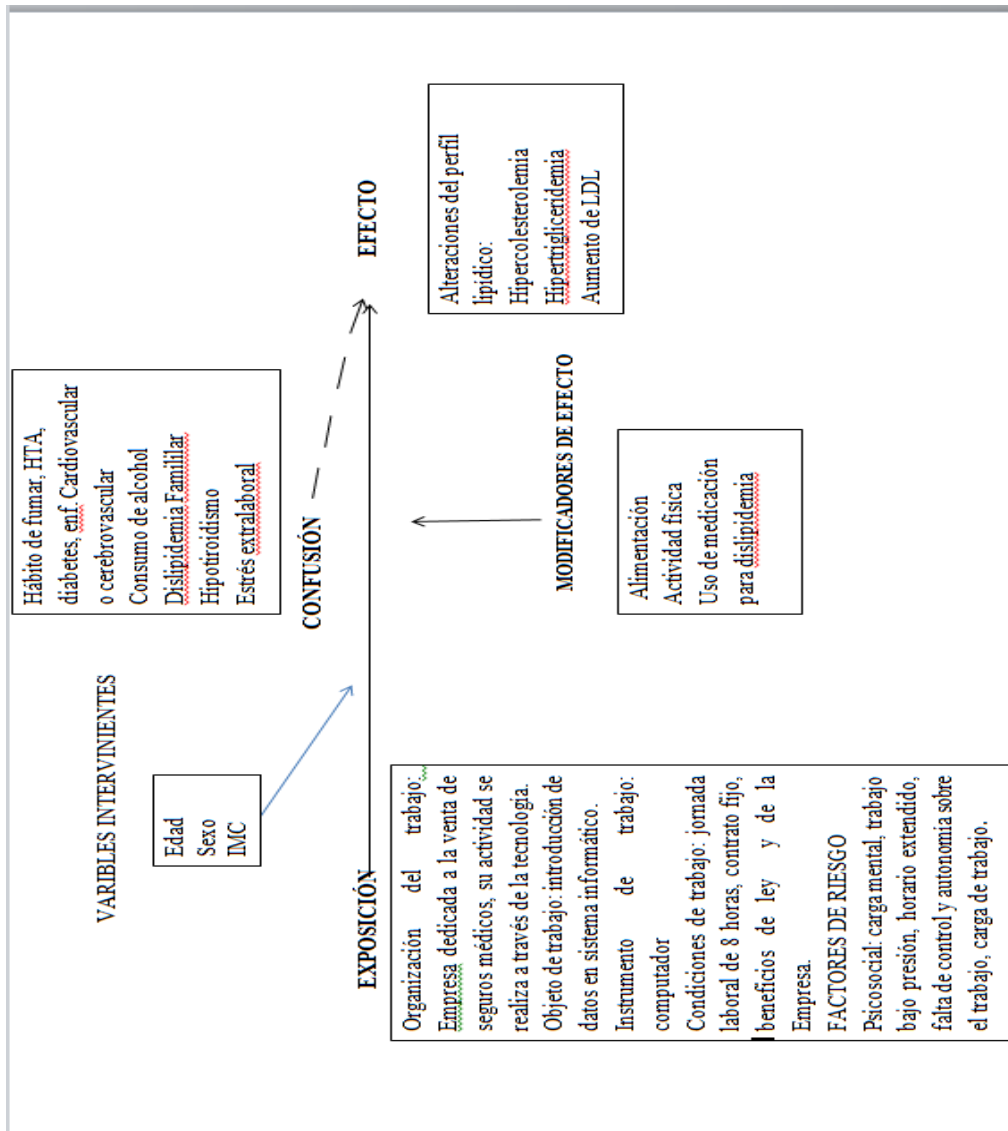 VARIBLES INTERVINIENTES
Edad
Sexo
IMC
Hábito de fumar, HTA,
diabetes, enf. Cardiovascular
o cerebrovascular
Consumo de alcohol
Dislipidemia Famililar
Hipotiroidismo
Estrés extralaboral
CONFUSIÓN
EXPOSICIÓN
EFECTO
Organización del trabajo:
Empresa dedicada a la venta de
seguros médicos, su actividad se
realiza a través de la tecnología.
Objeto de trabajo: introducción de
datos en sistema informático.
Instrumento de trabajo:
computador
Condiciones de trabajo: jornada
laboral de 8 horas, contrato fijo,
beneficios de ley y de la
Empresa.
FACTORES DE RIESGO
Psicosocial: carga mental, trabajo
bajo presión, horario extendido,
falta de control y autonomia sobre
el trabajo, carga de trabajo.
MODIFICADORES DE EFECTO
Alimentación
Actividad física
Uso de medicación
para dislipidemia
Alteraciones del perfil
lipídico:
Hipercolesterolemia
Hipertrigliceridemia
Aumento de LDL